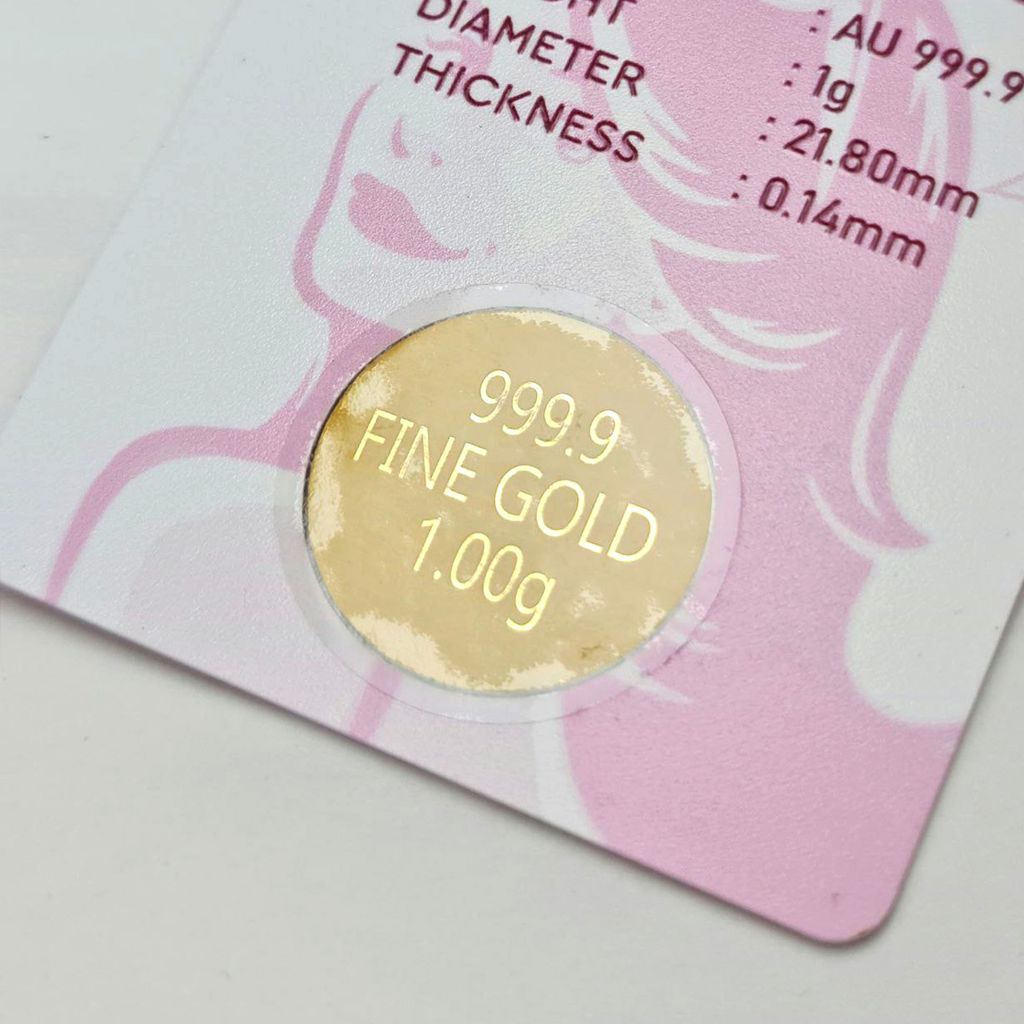 : AU 999.9
: 1g
DIAMETER : 21.80mm
THICKNESS : 0.14mm
999.9
FINE GOLD
1.00g